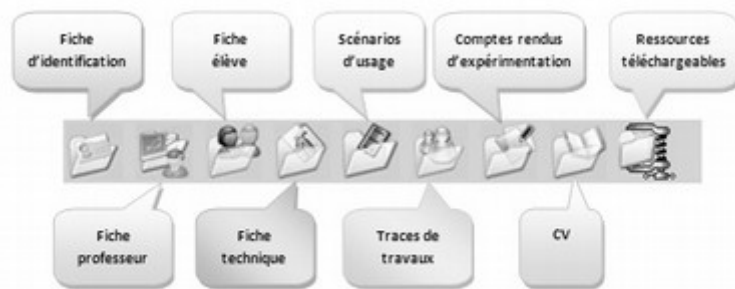 Fiche
d'identification
Fiche
élève
Scénarios
d'usage
Comptes rendus
d'expérimentation
Ressources
téléchargeables
Fiche
professeur
Fiche
technique
Traces de
travaux
CV